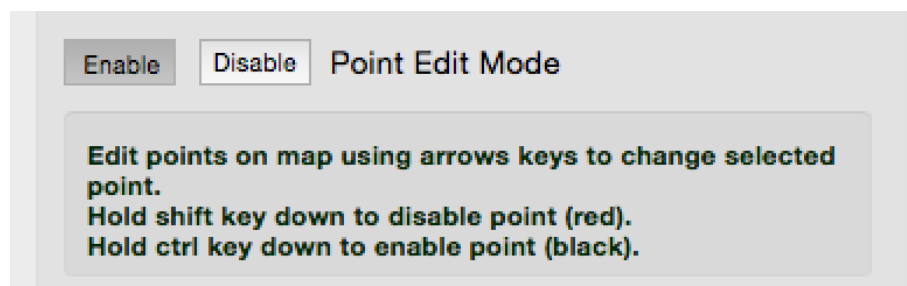 Enable Disable Point Edit Mode
Edit points on map using arrows keys to change selected
point.
Hold shift key down to disable point (red).
Hold ctrl key down to enable point (black).